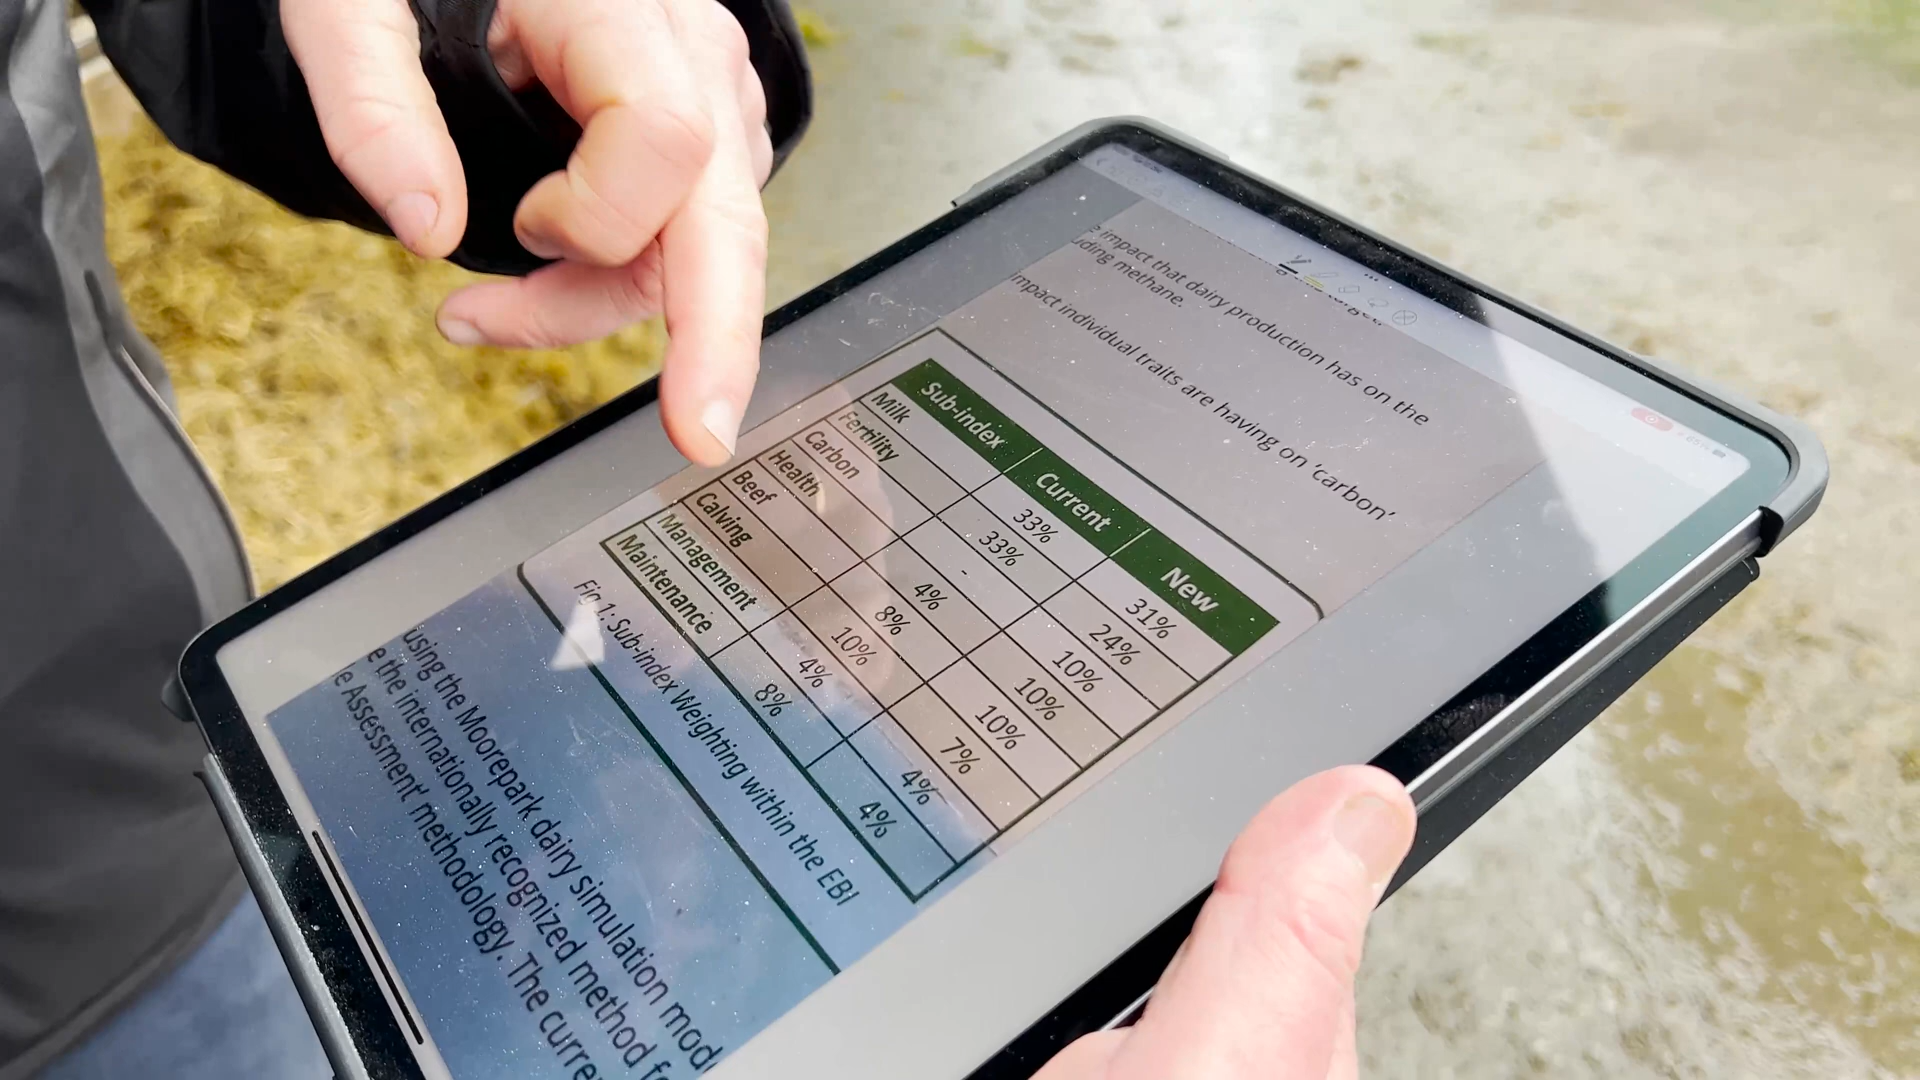 e impact that dairy production has on the
uding methane.
mpact individual traits are having on ‘carbon’
Sub-index Current New
Milk 33% 31%
Fertility 33% 24%
Carbon - 10%
Health 4% 10%
Beef 8% 10%
Calving 10% 7%
Management 4% 4%
Maintenance 8% 4%
Fig 1: Sub-index Weighting within the EBI
using the Moorepark dairy simulation mode
e the internationally recognized method fo
e Assessment’ methodology. The curre